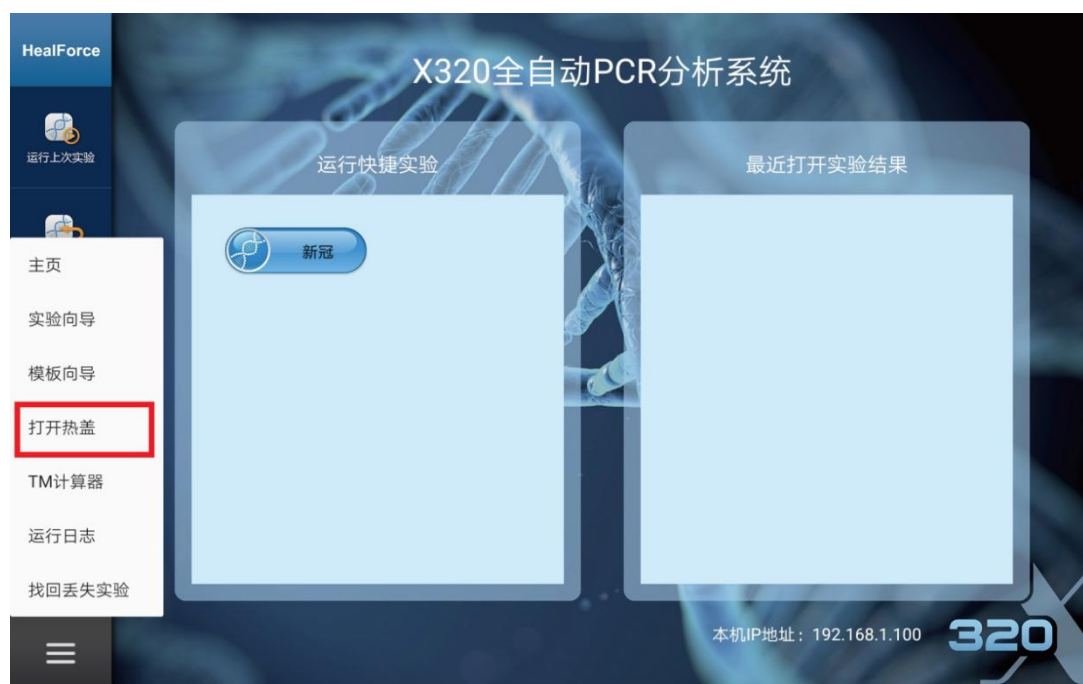 HealForce
X320全自动PCR分析系统
运行上次实验
运行快捷实验
最近打开实验结果
新冠
主页
实验向导
模板向导
打开热盖
TM计算器
运行日志
找回丢失实验
本机IP地址：192.168.1.100
320